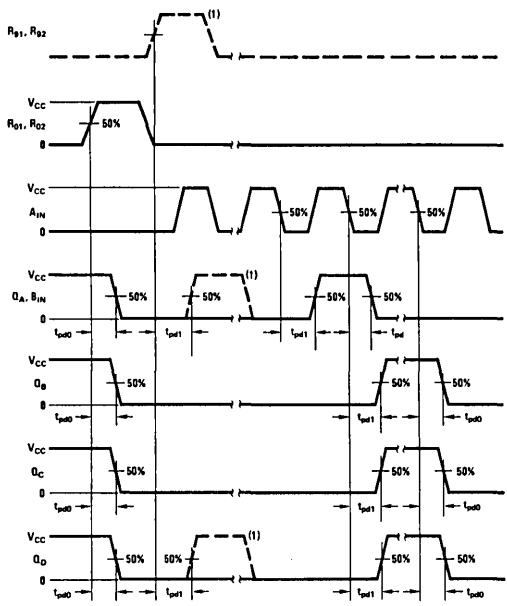 R91, R92
(1)
VCC
R01, R02
50%
0
VCC
AIN
50%
50%
50%
0
VCC
QA, BIN
50%
50%
(1)
50%
50%
0
tpd0
tpd1
tpd1
tpd
VCC
QB
50%
50%
50%
0
tpd0
tpd1
tpd0
VCC
QC
50%
50%
50%
0
tpd0
tpd1
tpd0
VCC
QD
50%
50%
(1)
50%
50%
0
tpd0
tpd1
tpd1
tpd0